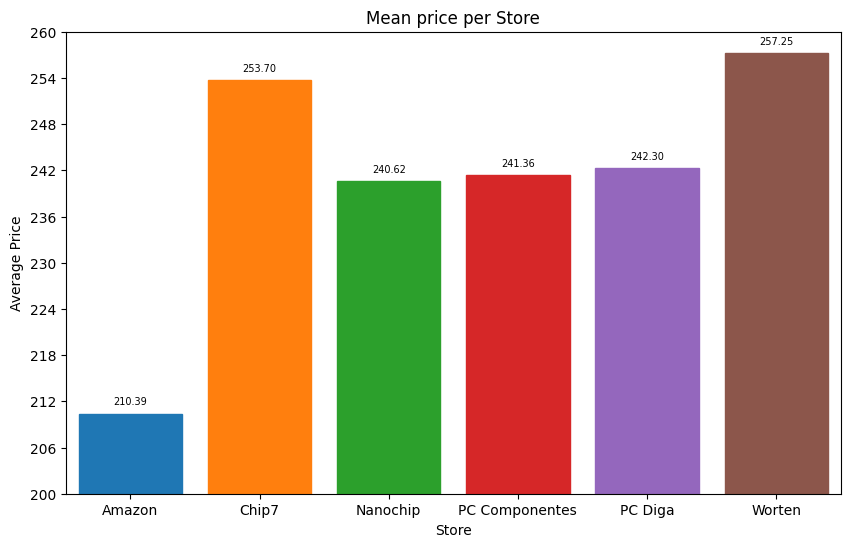 Mean price per Store
Average Price
260
254
248
242
236
230
224
218
212
206
200
210.39
253.70
240.62
241.36
242.30
257.25
Amazon
Chip7
Nanochip
PC Componentes
PC Diga
Worten
Store